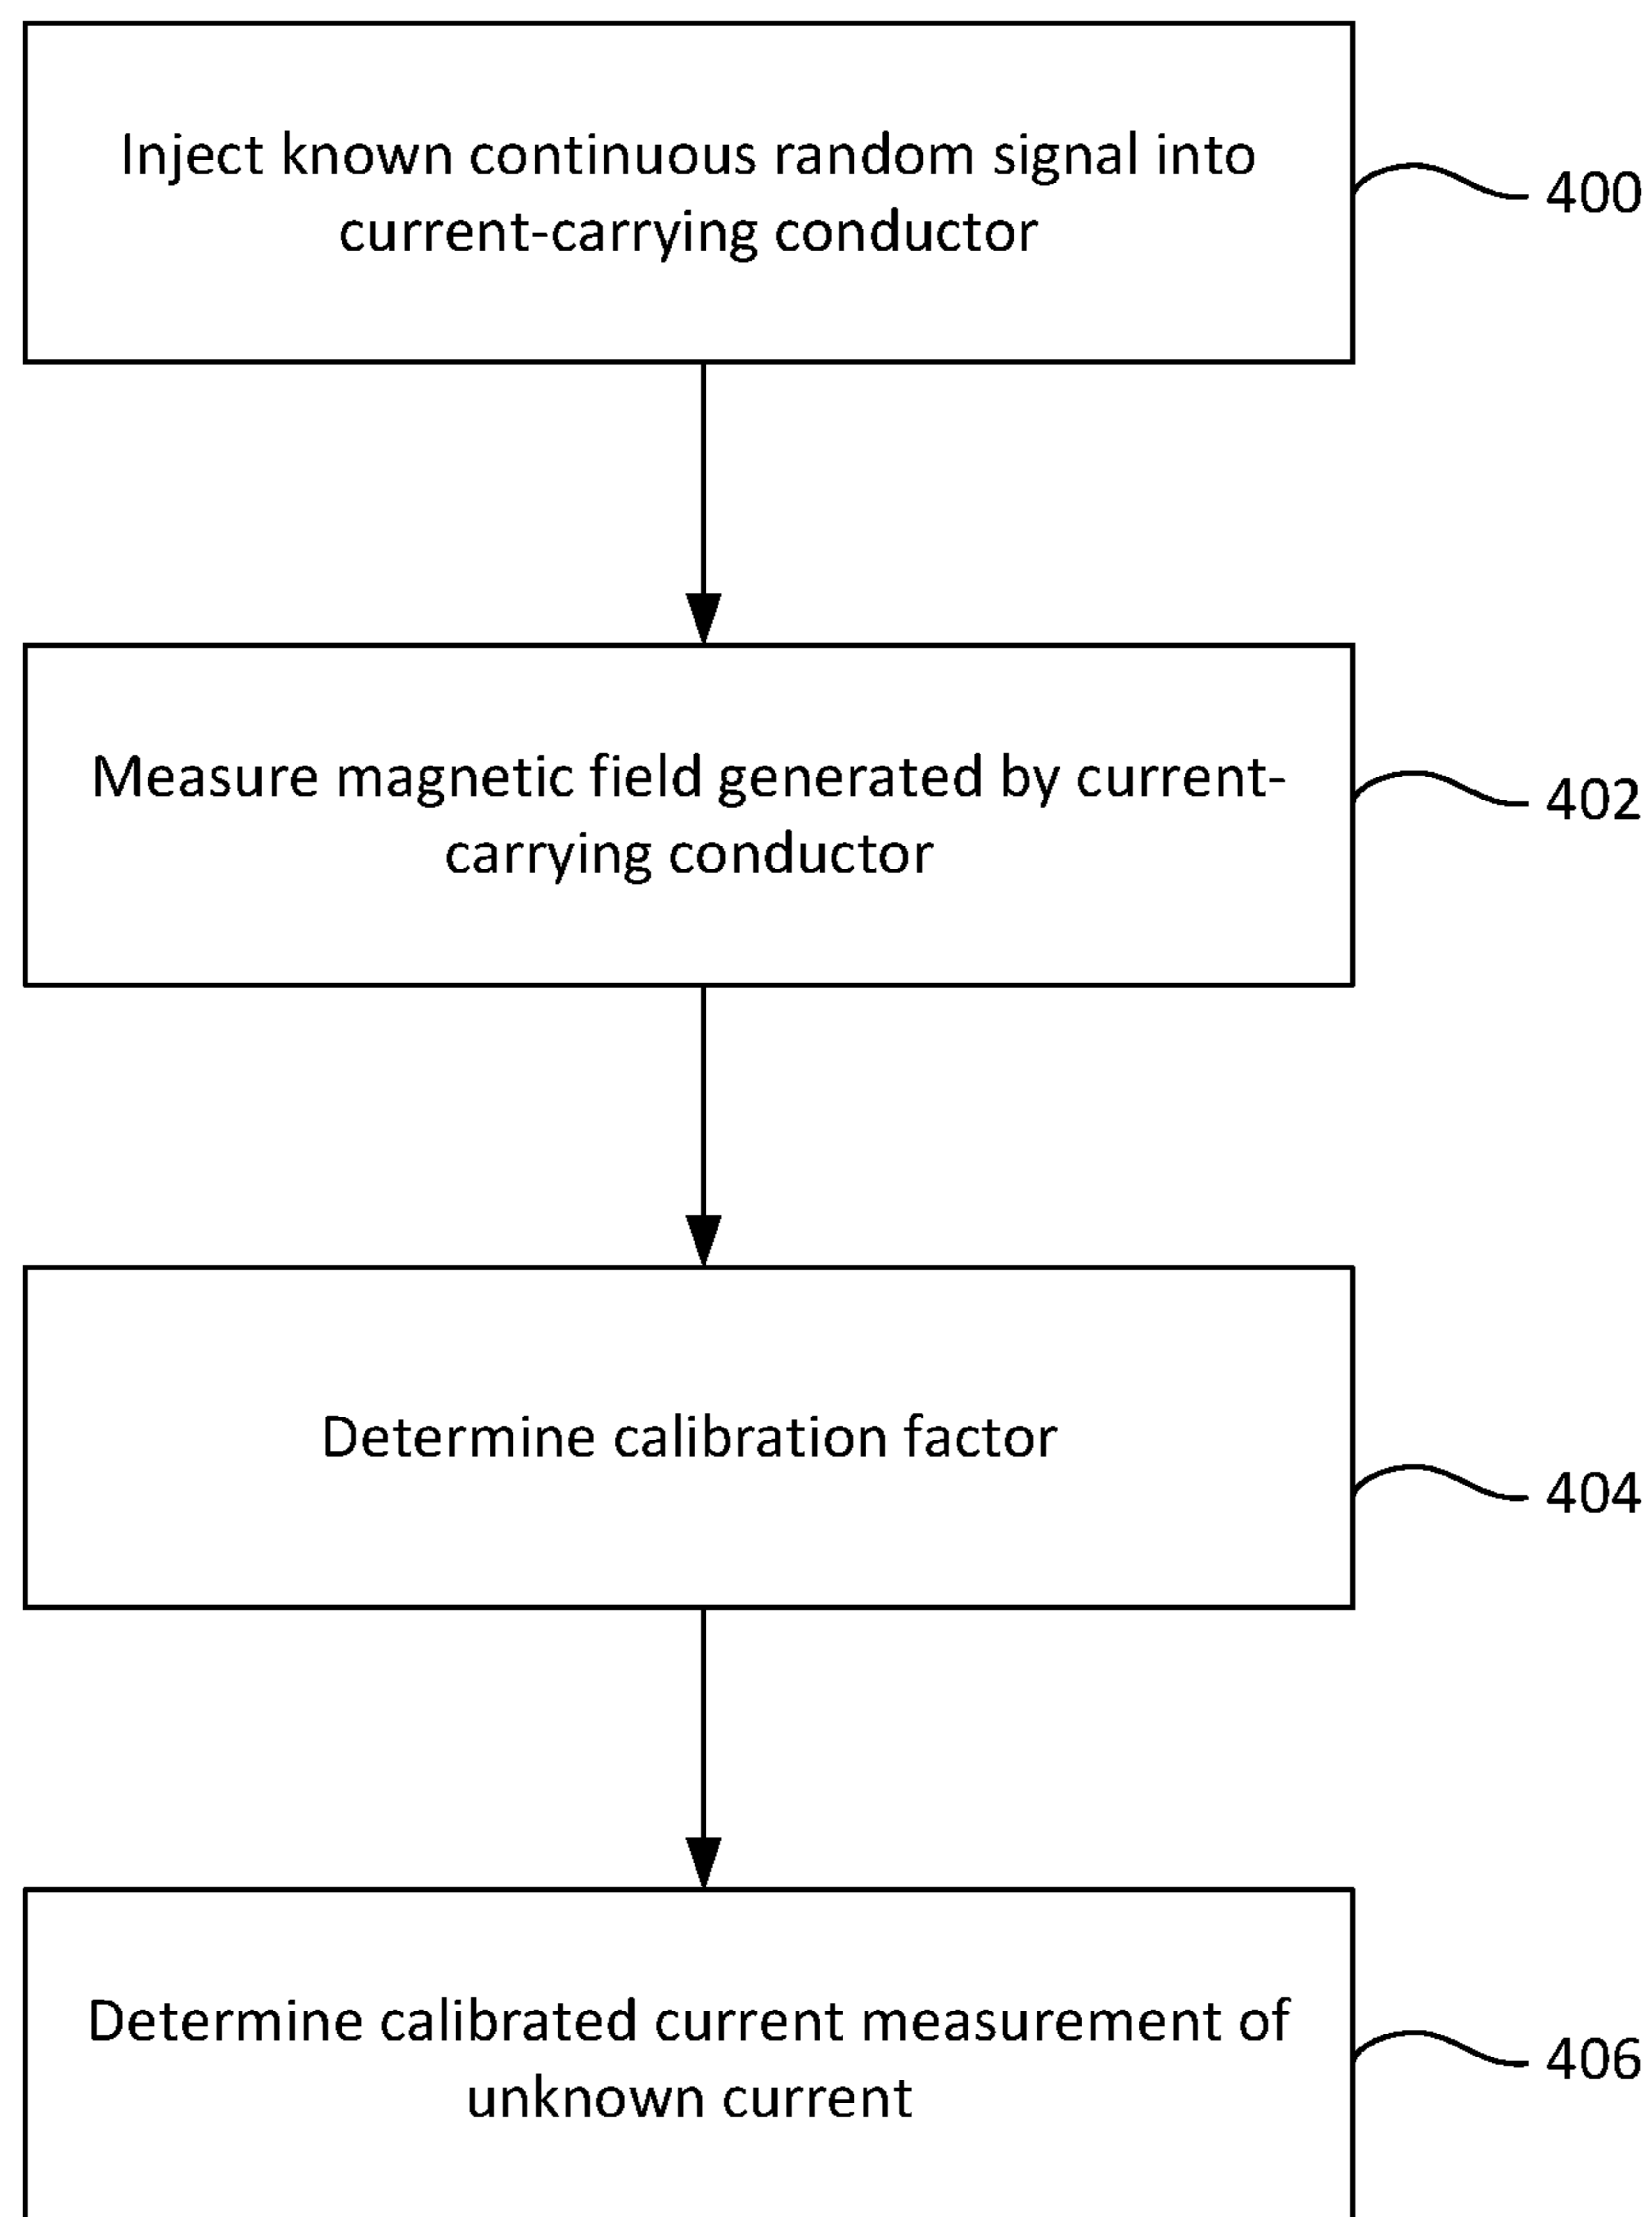 Inject known continuous random signal into
current-carrying conductor
400
Measure magnetic field generated by current-
carrying conductor
402
Determine calibration factor
404
Determine calibrated current measurement of
unknown current
406